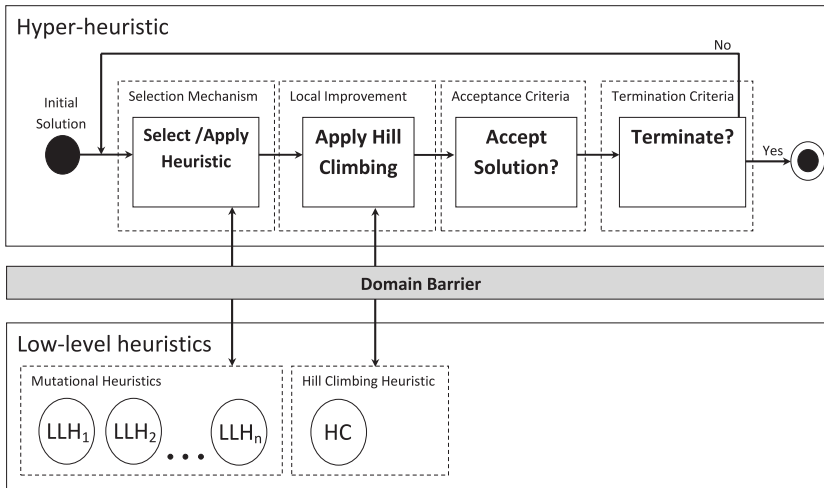 Hyper-heuristic
No
Initial
Solution
Selection Mechanism
Select /Apply
Heuristic
Local Improvement
Apply Hill
Climbing
Acceptance Criteria
Accept
Solution?
Termination Criteria
Terminate?
Yes
Domain Barrier
Low-level heuristics
Mutational Heuristics
LLH1
LLH2
...
LLHn
Hill Climbing Heuristic
HC